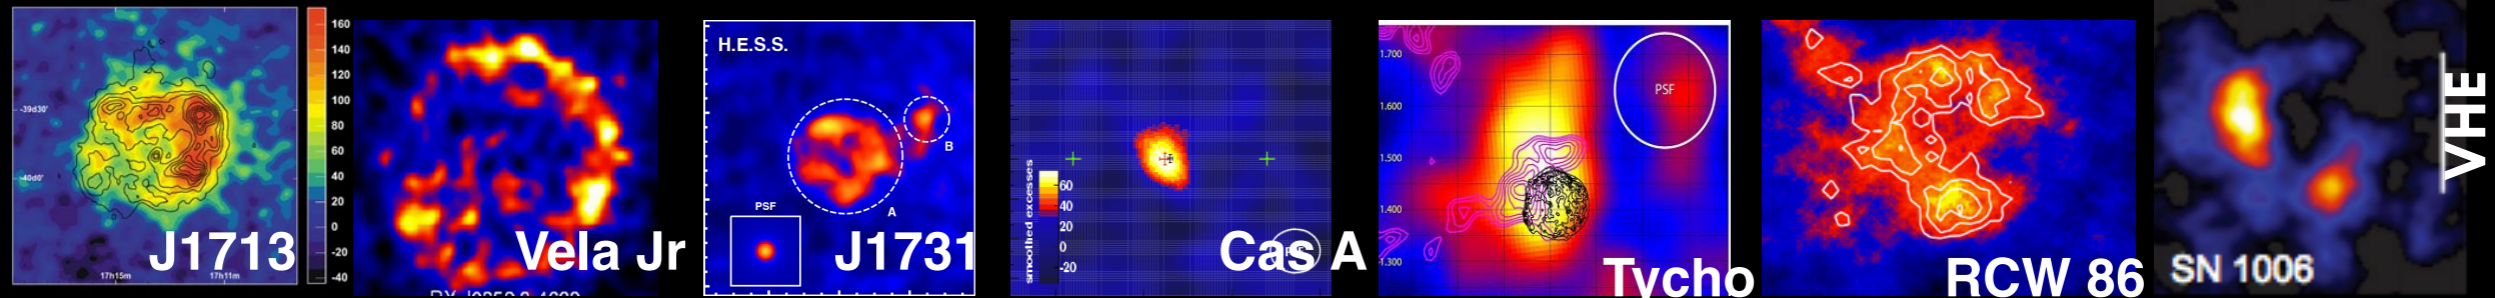 160
140
120
100
80
60
40
20
0
-20
-40
-39d30'
-40d0'
17h15m
17h11m
J1713
Vela Jr
H.E.S.S.
PSF
A
B
J1731
smoothed excesses
60
40
20
0
-20
Cas A
1.700
1.600
1.500
1.400
1.300
PSF
Tycho
RCW 86
SN 1006
VHE